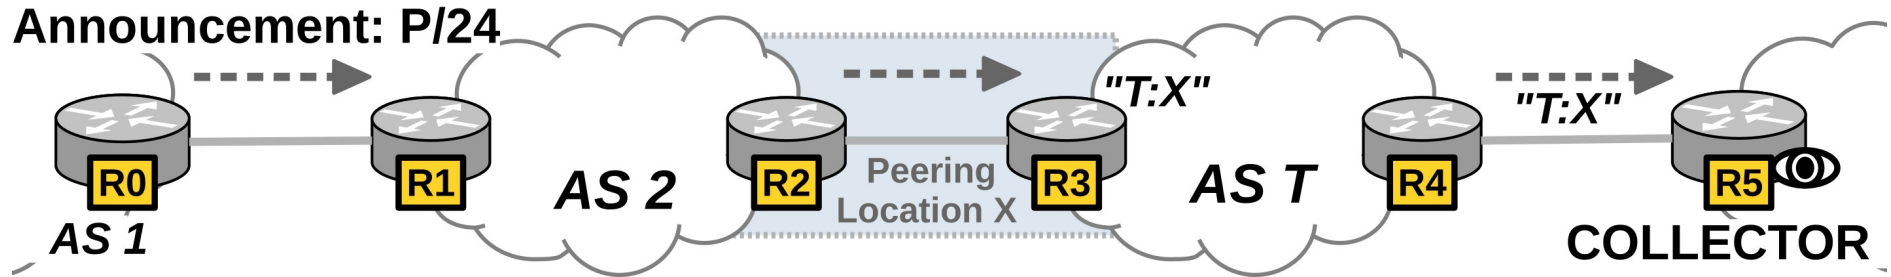 Announcement: P/24
"T:X"
"T:X"
R0
R1
R2
R3
R4
R5
Peering
Location X
AS 2
AS T
AS 1
COLLECTOR